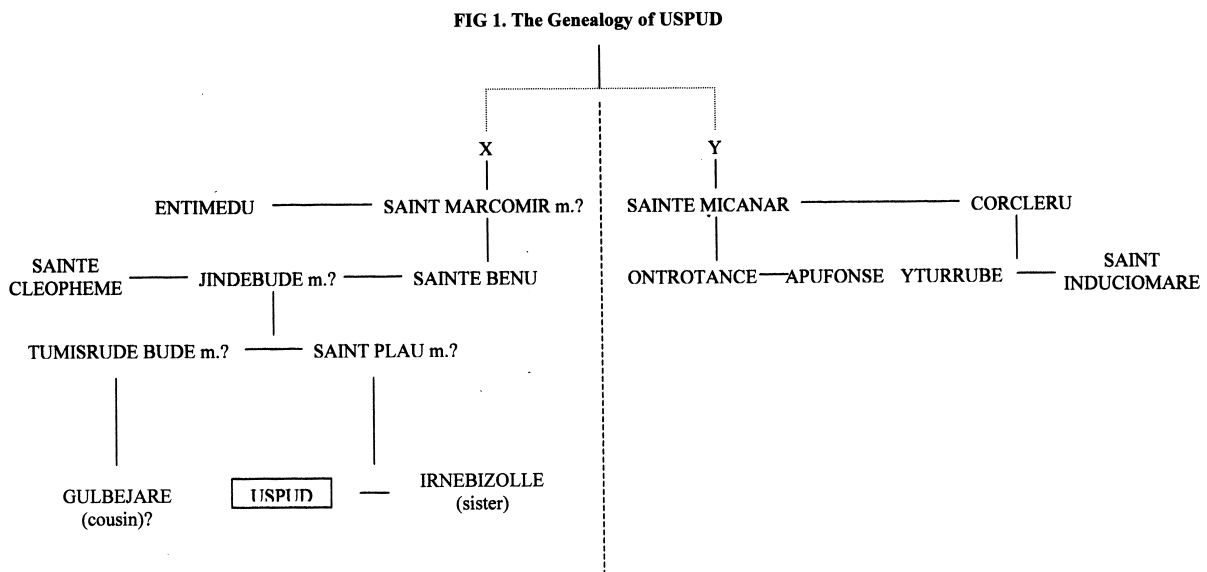 FIG 1. The Genealogy of USPUD
X
Y
ENTIMEDU
SAINT MARCOMIR m.?
SAINTE MICANAR
CORCLERU
SAINTE
CLEOPHEME
JINDEBUDE m.?
SAINTE BENU
ONTROTANCE
APUFONSE
YTURRUBE
SAINT
INDUCIOMARE
TUMISRUDE BUDE m.?
SAINT PLAU m.?
GULBEJARE
(cousin)?
USPUD
IRNEBIZOLLE
(sister)